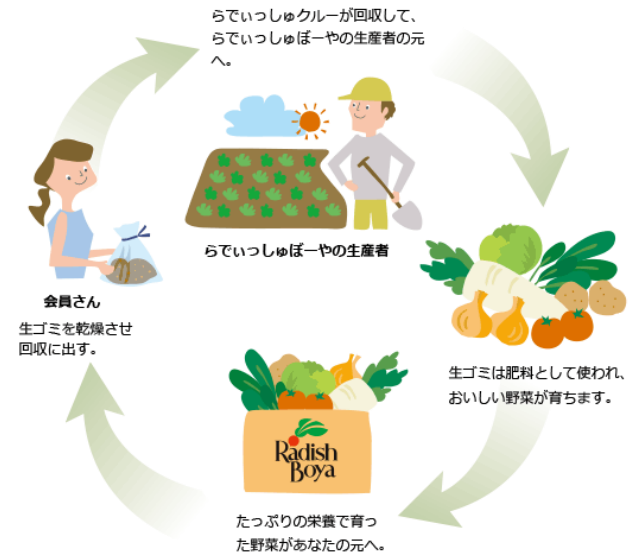 らでぃっしゅクルーが回収して、
らでぃっしゅぼーやの生産者の元
へ。
らでぃっしゅぼーやの生産者
会員さん
生ゴミを乾燥させ
回収に出す。
生ゴミは肥料として使われ、
おいしい野菜が育ちます。
Radish
Boya
たっぷりの栄養で育っ
た野菜があなたの元へ。